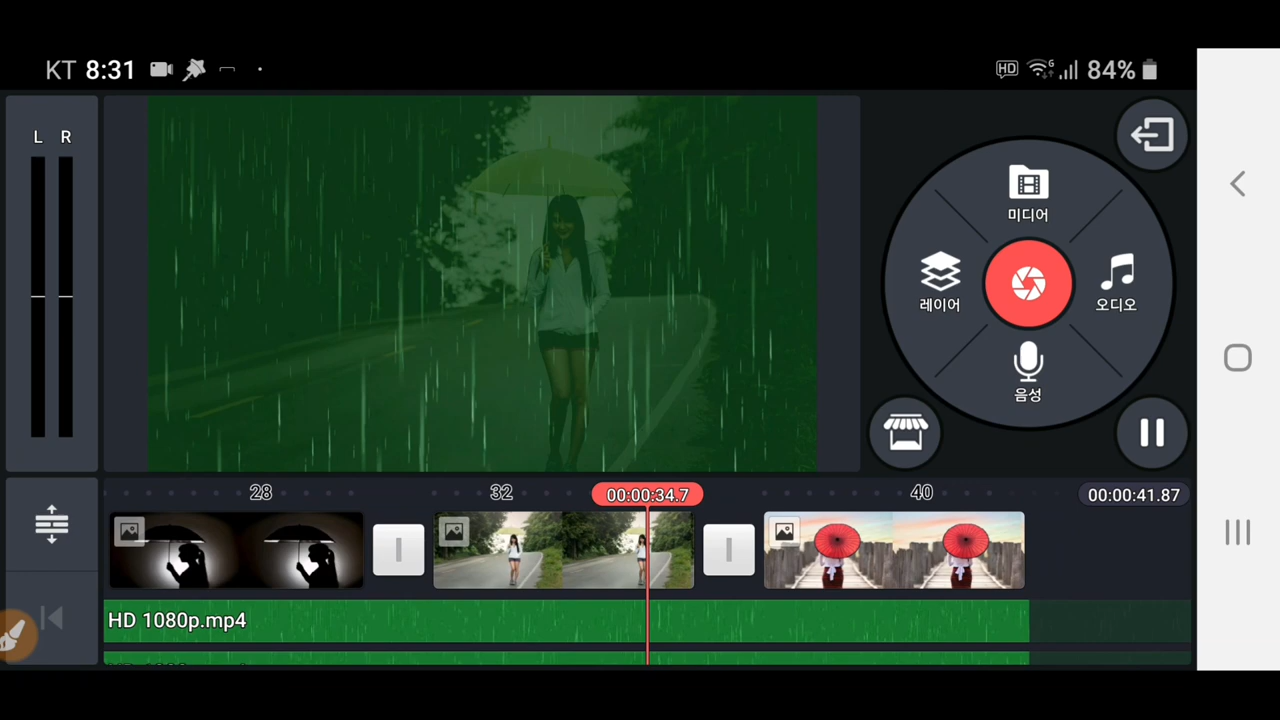 KT 8:31
HD
84%
L R
미디어
레이어
오디오
음성
28
32
00:00:34.7
40
00:00:41.87
HD 1080p.mp4